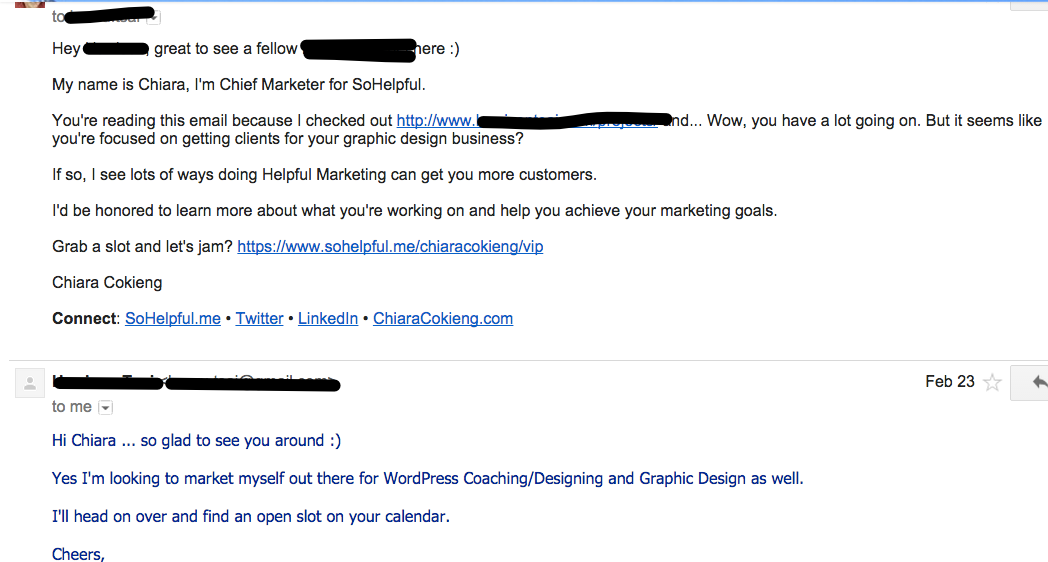 to
Hey great to see a fellow here :)
My name is Chiara, I'm Chief Marketer for SoHelpful.
You're reading this email because I checked out http://www. and... Wow, you have a lot going on. But it seems like
you're focused on getting clients for your graphic design business?
If so, I see lots of ways doing Helpful Marketing can get you more customers.
I'd be honored to learn more about what you're working on and help you achieve your marketing goals.
Grab a slot and let's jam? https://www.sohelpful.me/chiaracokieng/vip
Chiara Cokieng
Connect: SoHelpful.me • Twitter • LinkedIn • ChiaraCokieng.com
Feb 23
to me
Hi Chiara ... so glad to see you around :)
Yes I'm looking to market myself out there for WordPress Coaching/Designing and Graphic Design as well.
I'll head on over and find an open slot on your calendar.
Cheers,